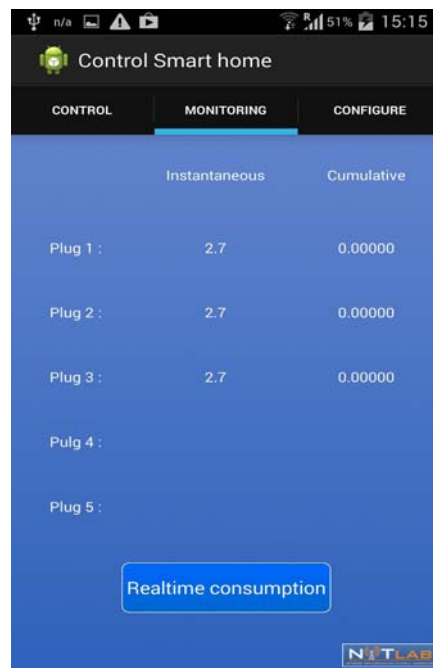 n/a R 51% 15:15
Control Smart home
CONTROL MONITORING CONFIGURE
Instantaneous Cumulative
Plug 1 : 2.7 0.00000
Plug 2 : 2.7 0.00000
Plug 3 : 2.7 0.00000
Pulg 4 :
Plug 5 :
Realtime consumption
NITLAB